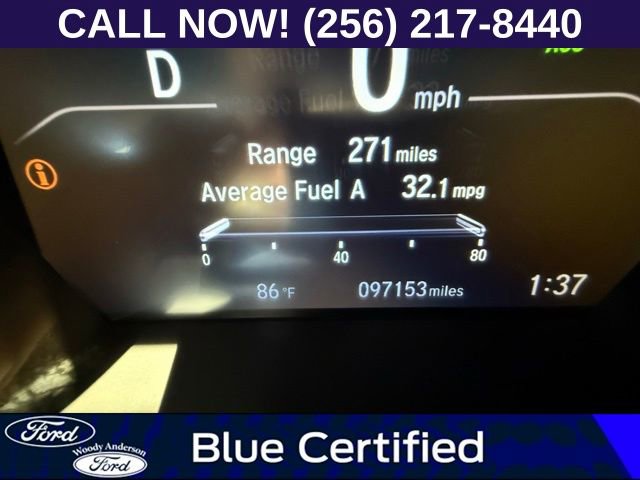 CALL NOW! (256) 217-8440
D 0 mph
Range 271 miles
Average Fuel A 32.1 mpg
0 40 80
86 °F 097153 miles 1:37
Ford
Woody Anderson
Ford
Blue Certified